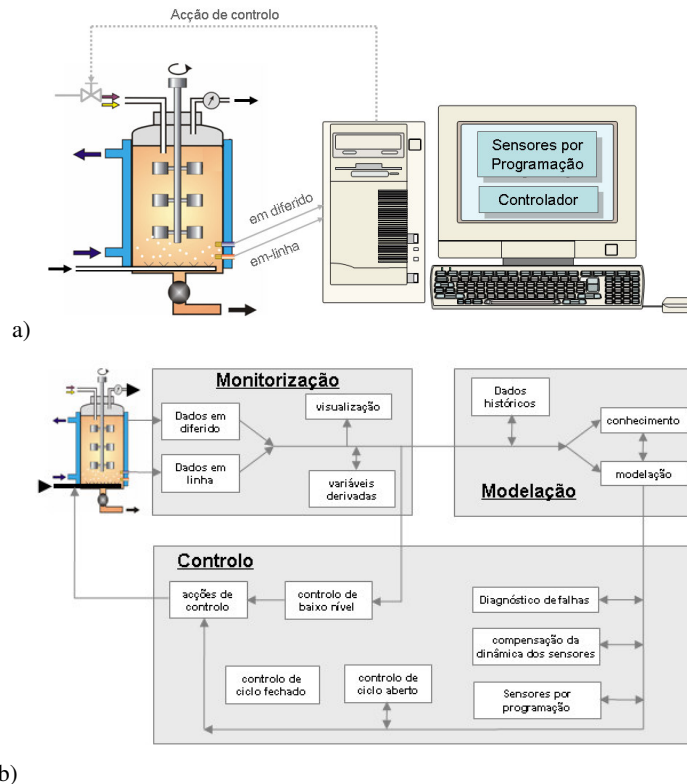 Acção de controlo
Sensores por
Programação
Controlador
em diferido
em-linha
a)
Monitorização
Dados em
diferido
visualização
Dados em
linha
variáveis
derivadas
Dados
históricos
conhecimento
modelação
Modelação
Controlo
acções de
controlo
controlo de
baixo nível
Diagnóstico de falhas
compensação da
dinâmica dos sensores
controlo de
ciclo fechado
controlo de
ciclo aberto
Sensores por
programação
b)